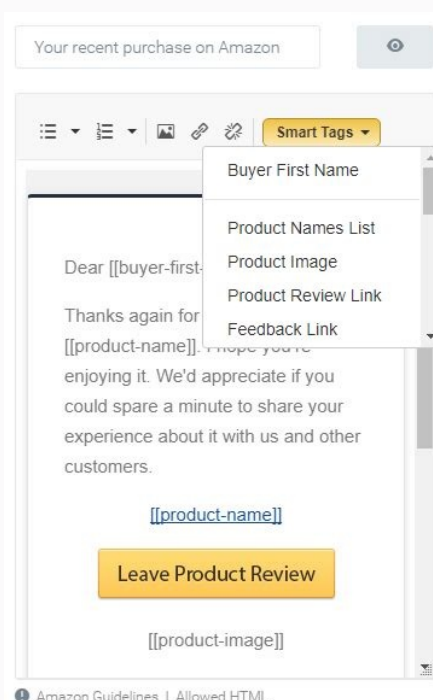 Your recent purchase on Amazon
Smart Tags
Buyer First Name
Product Names List
Product Image
Product Review Link
Feedback Link
Dear [[buyer-first-
Thanks again for
[[product-name]].
enjoying it. We'd appreciate if you
could spare a minute to share your
experience about it with us and other
customers.
[[product-name]]
Leave Product Review
[[product-image]]
Amazon Guidelines | Allowed HTML